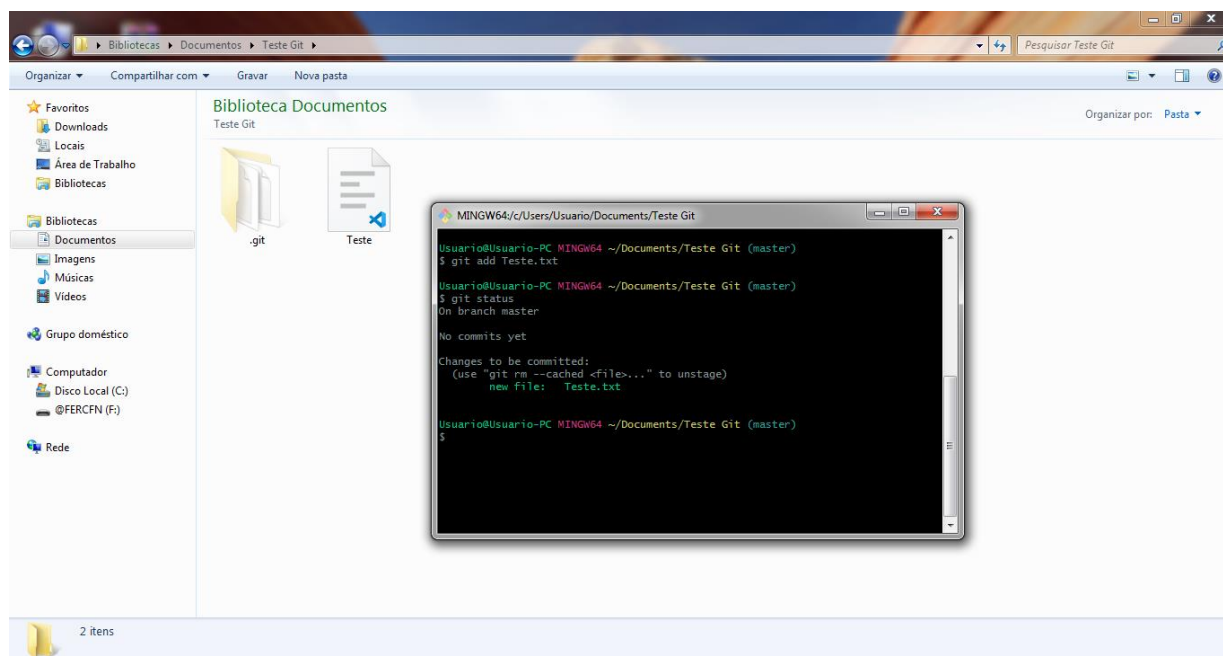 Bibliotecas Documentos Teste Git
Pesquisar Teste Git
Organizar Compartilhar com Gravar Nova pasta
Favoritos
Downloads
Locais
Área de Trabalho
Bibliotecas
Bibliotecas
Documentos
Imagens
Músicas
Vídeos
Grupo doméstico
Computador
Disco Local (C:)
@FERCFN (F:)
Rede
Biblioteca Documentos
Teste Git
Organizar por: Pasta
.git
Teste
MINGW64:/c/Users/Usuario/Documents/Teste Git
Usuario@Usuario-PC MINGW64 ~/Documents/Teste Git (master)
$ git add Teste.txt
Usuario@Usuario-PC MINGW64 ~/Documents/Teste Git (master)
$ git status
On branch master
No commits yet
Changes to be committed:
(use "git rm --cached <file>..." to unstage)
new file: Teste.txt
Usuario@Usuario-PC MINGW64 ~/Documents/Teste Git (master)
$
2 itens